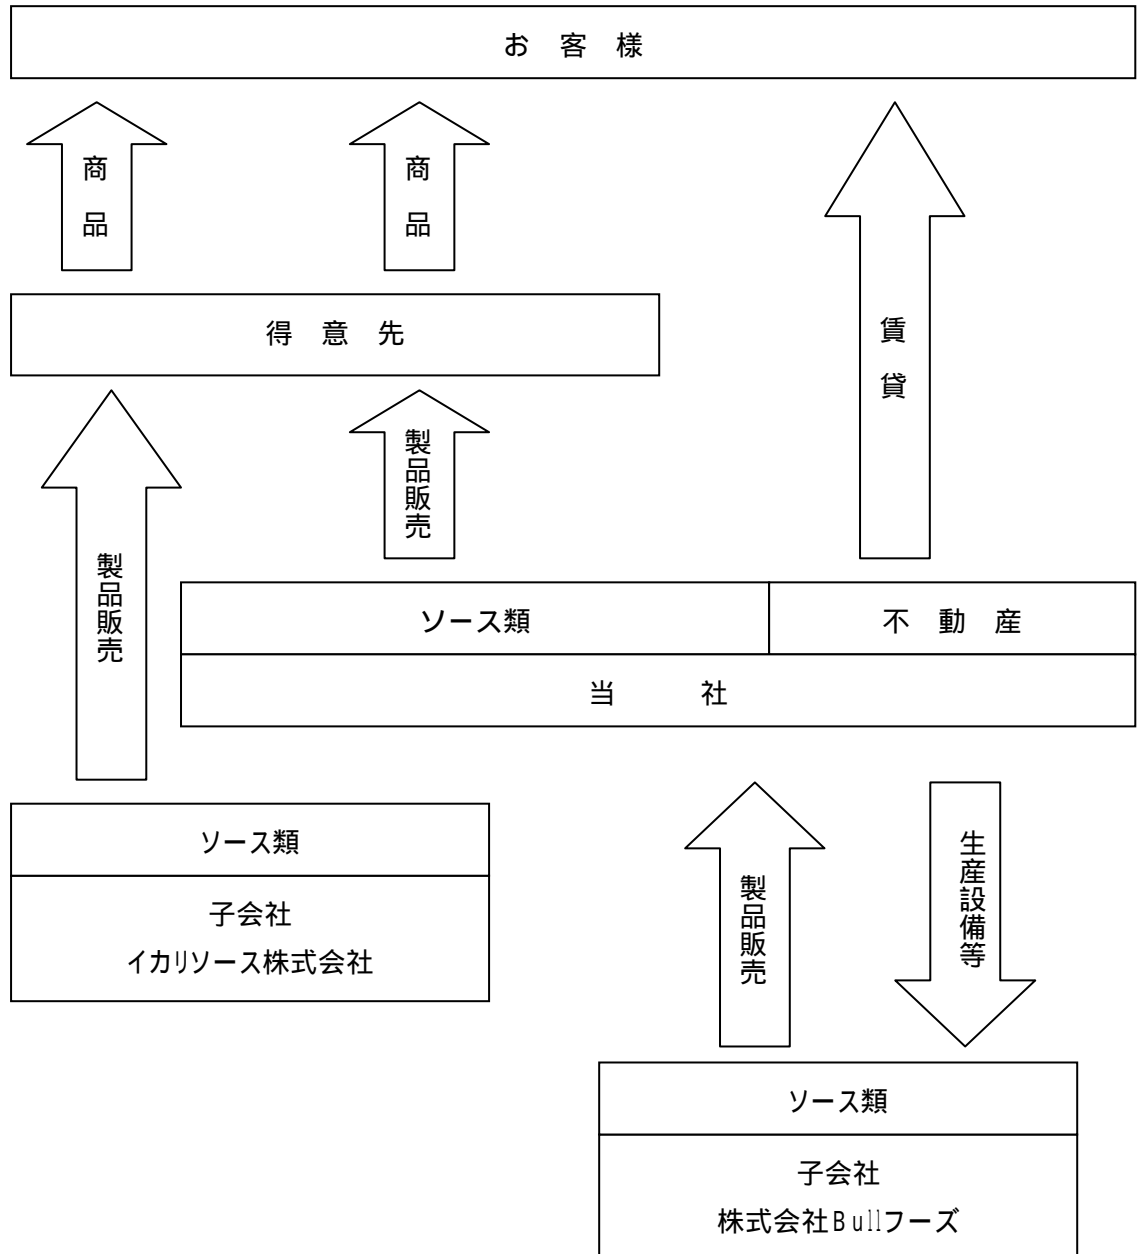 お 客 様
商品
商品
賃貸
得 意 先
製品販売
製品販売
ソース類
不 動 産
当 社
ソース類
子会社
イカリソース株式会社
製品販売
生産設備等
ソース類
子会社
株式会社Bullフーズ